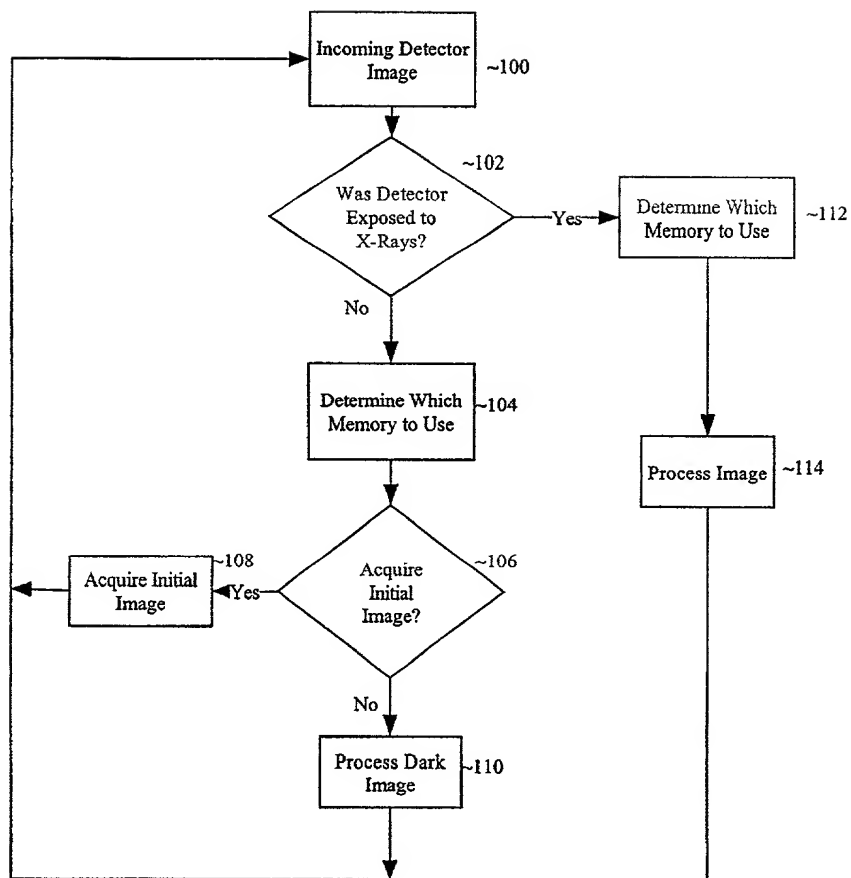 Incoming Detector
Image
~100
~102
Was Detector
Exposed to
X-Rays?
Yes
Determine Which
Memory to Use
~112
No
Determine Which
Memory to Use
~104
Process Image
~114
~108
Acquire Initial
Image
Yes
~106
Acquire
Initial
Image?
No
Process Dark
Image
~110